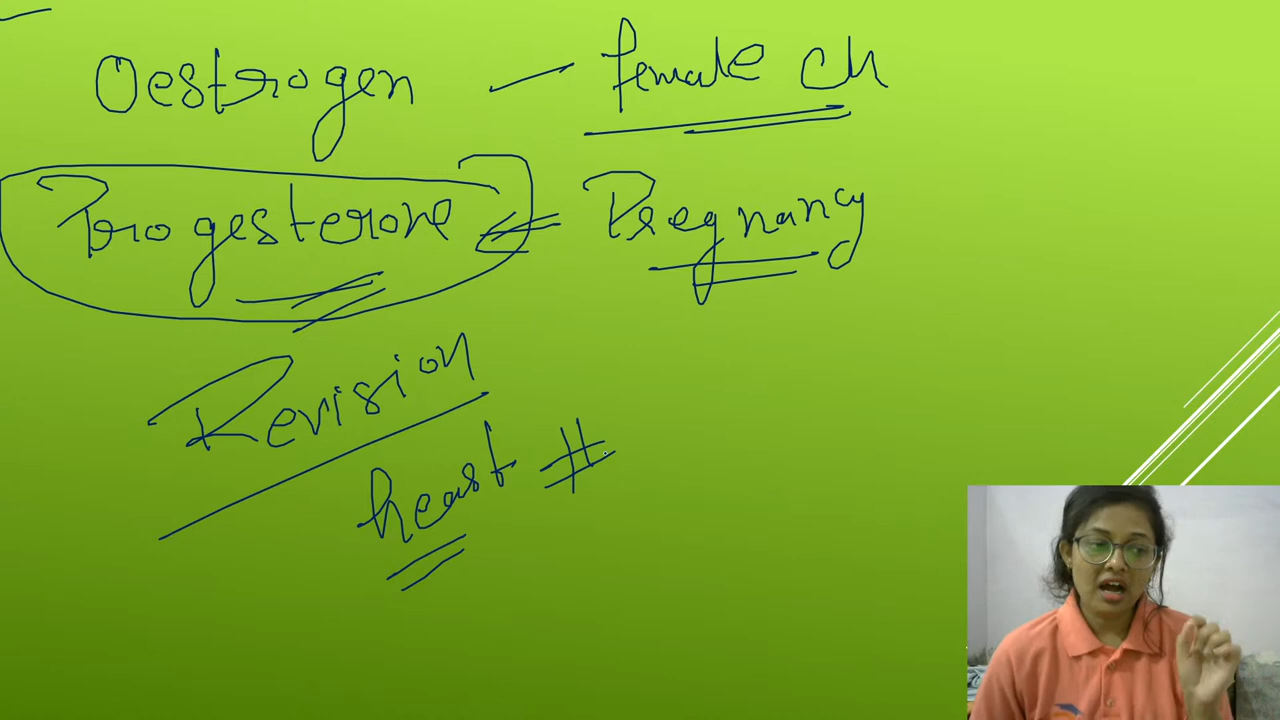 Oestrogen — female Ch
Progesterone = Pregnancy
Revision
heart #